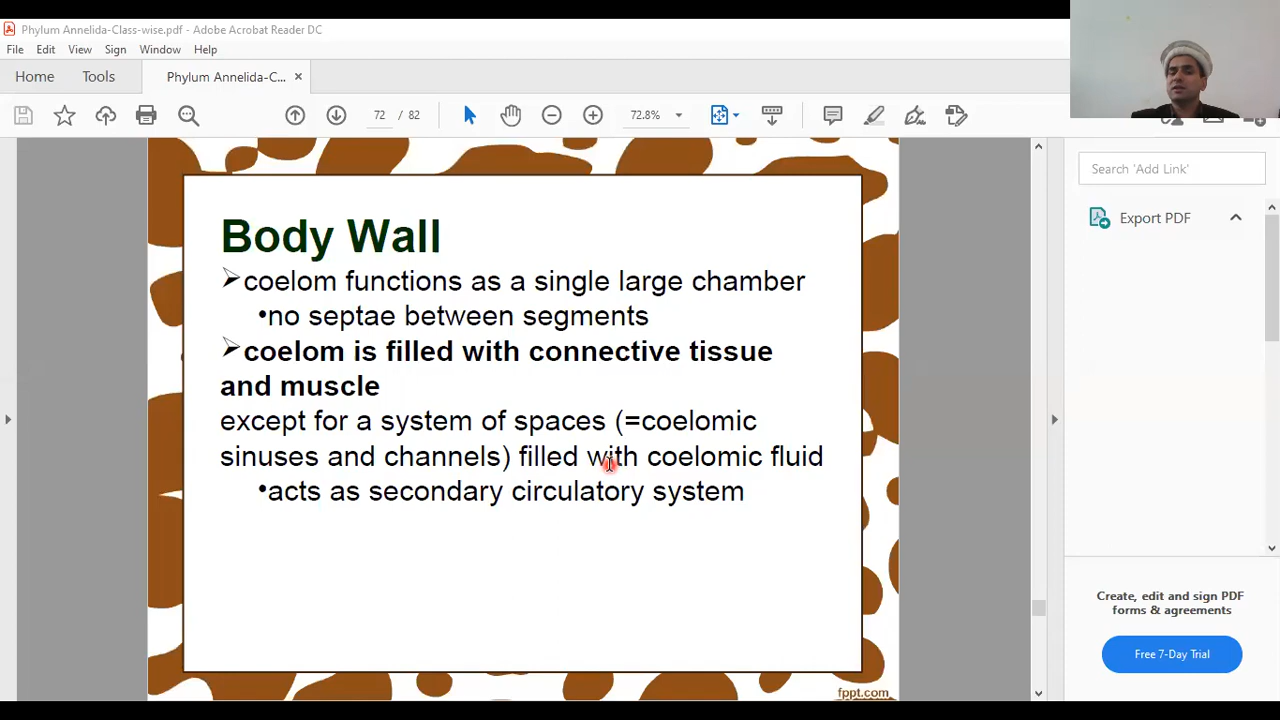 Phylum Annelida-Class-wise.pdf - Adobe Acrobat Reader DC
File Edit View Sign Window Help
Home Tools Phylum Annelida-C... ×
72 / 82 72.8%
Search 'Add Link'
Export PDF
Body Wall
➢coelom functions as a single large chamber
•no septae between segments
➢coelom is filled with connective tissue
and muscle
except for a system of spaces (=coelomic
sinuses and channels) filled with coelomic fluid
•acts as secondary circulatory system
fppt.com
Create, edit and sign PDF
forms & agreements
Free 7-Day Trial